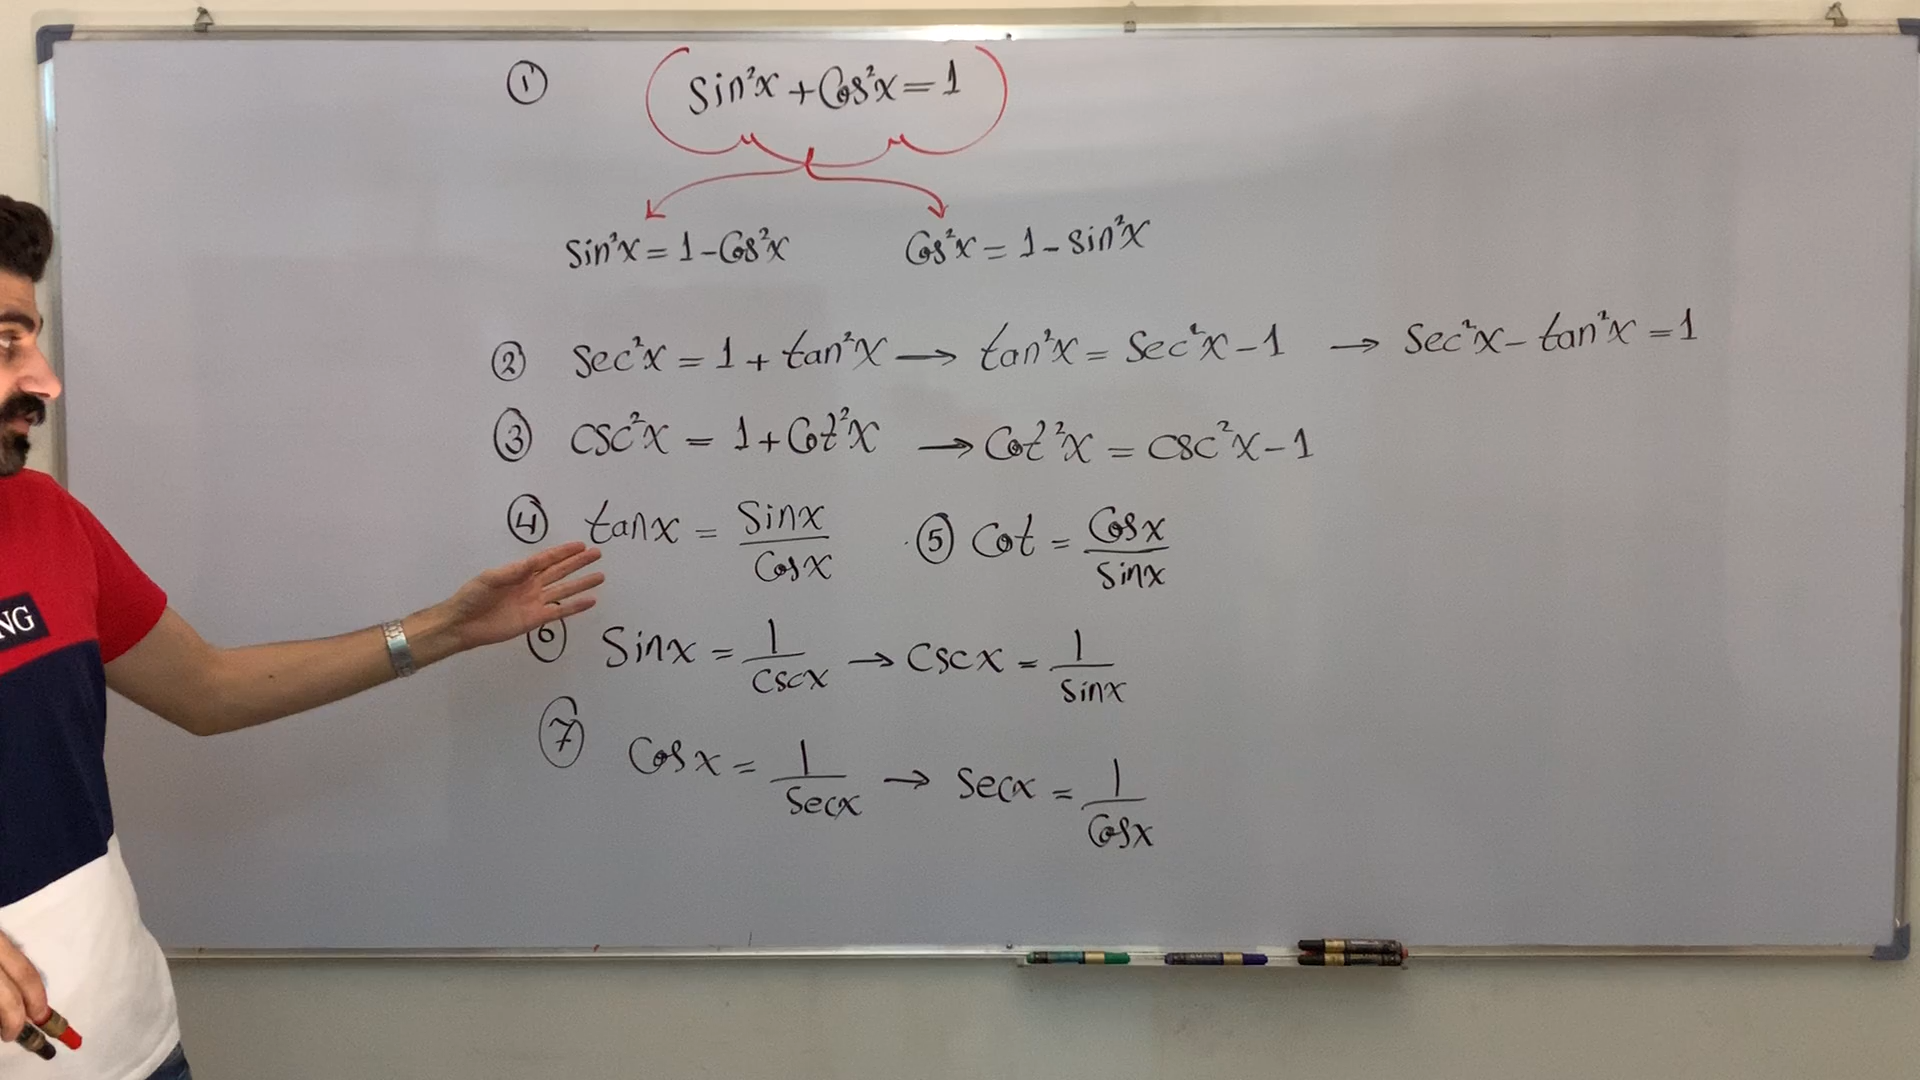 ① Sin²x + Cos²x = 1
Sin²x = 1 - Cos²x
Cos²x = 1 - sin²x
② Sec²x = 1 + tan²x → tan²x = Sec²x - 1 → Sec²x - tan²x = 1
③ CSC²x = 1 + Cot²x → Cot²x = CSC²x - 1
④ tanx = Sinx / Cosx
⑤ Cot = Cosx / Sinx
⑥ Sinx = 1 / CSCx → CSCx = 1 / Sinx
⑦ Cosx = 1 / Secx → Secx = 1 / Cosx
NG